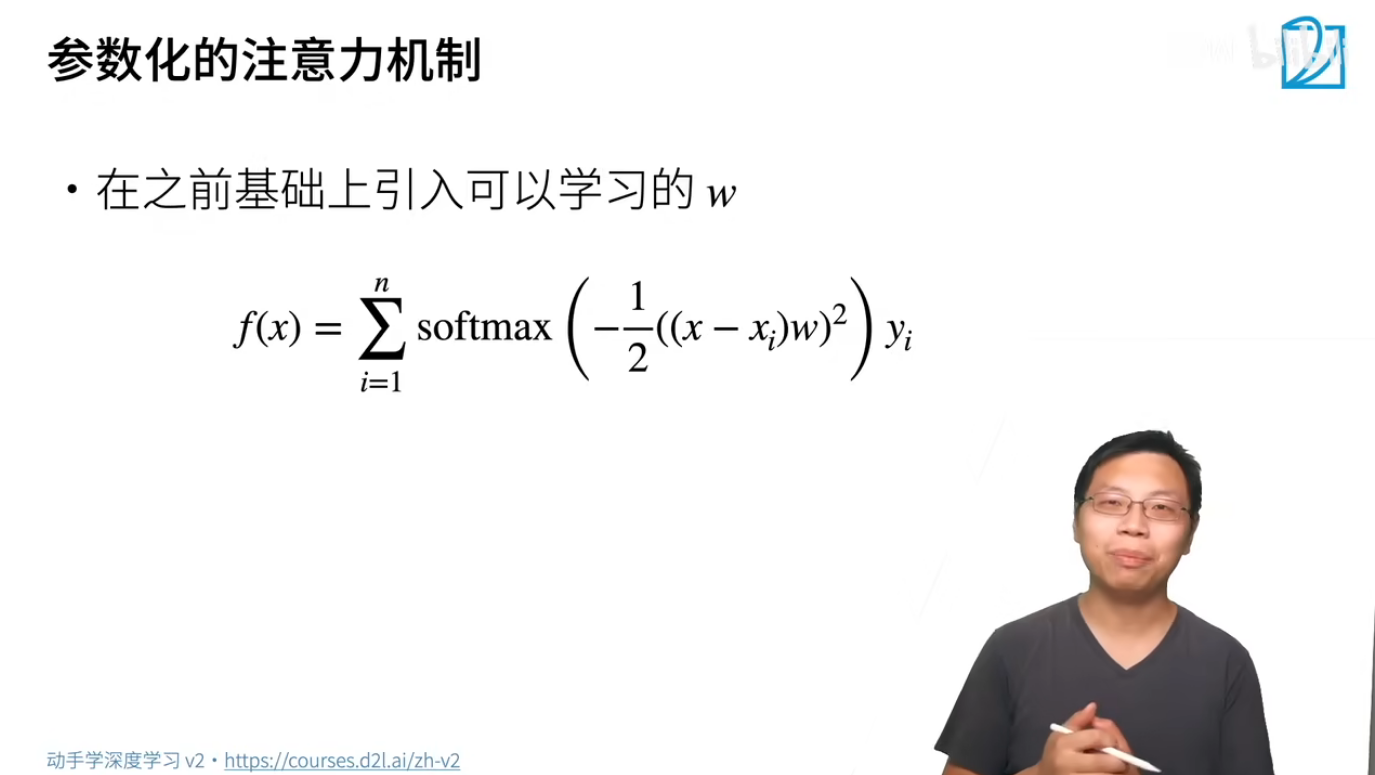 参数化的注意力机制
bilibili
• 在之前基础上引入可以学习的 w
f(x) = \sum_{i=1}^{n} softmax \left( -\frac{1}{2}((x - x_i)w)^2 \right) y_i
动手学深度学习 v2 • https://courses.d2l.ai/zh-v2